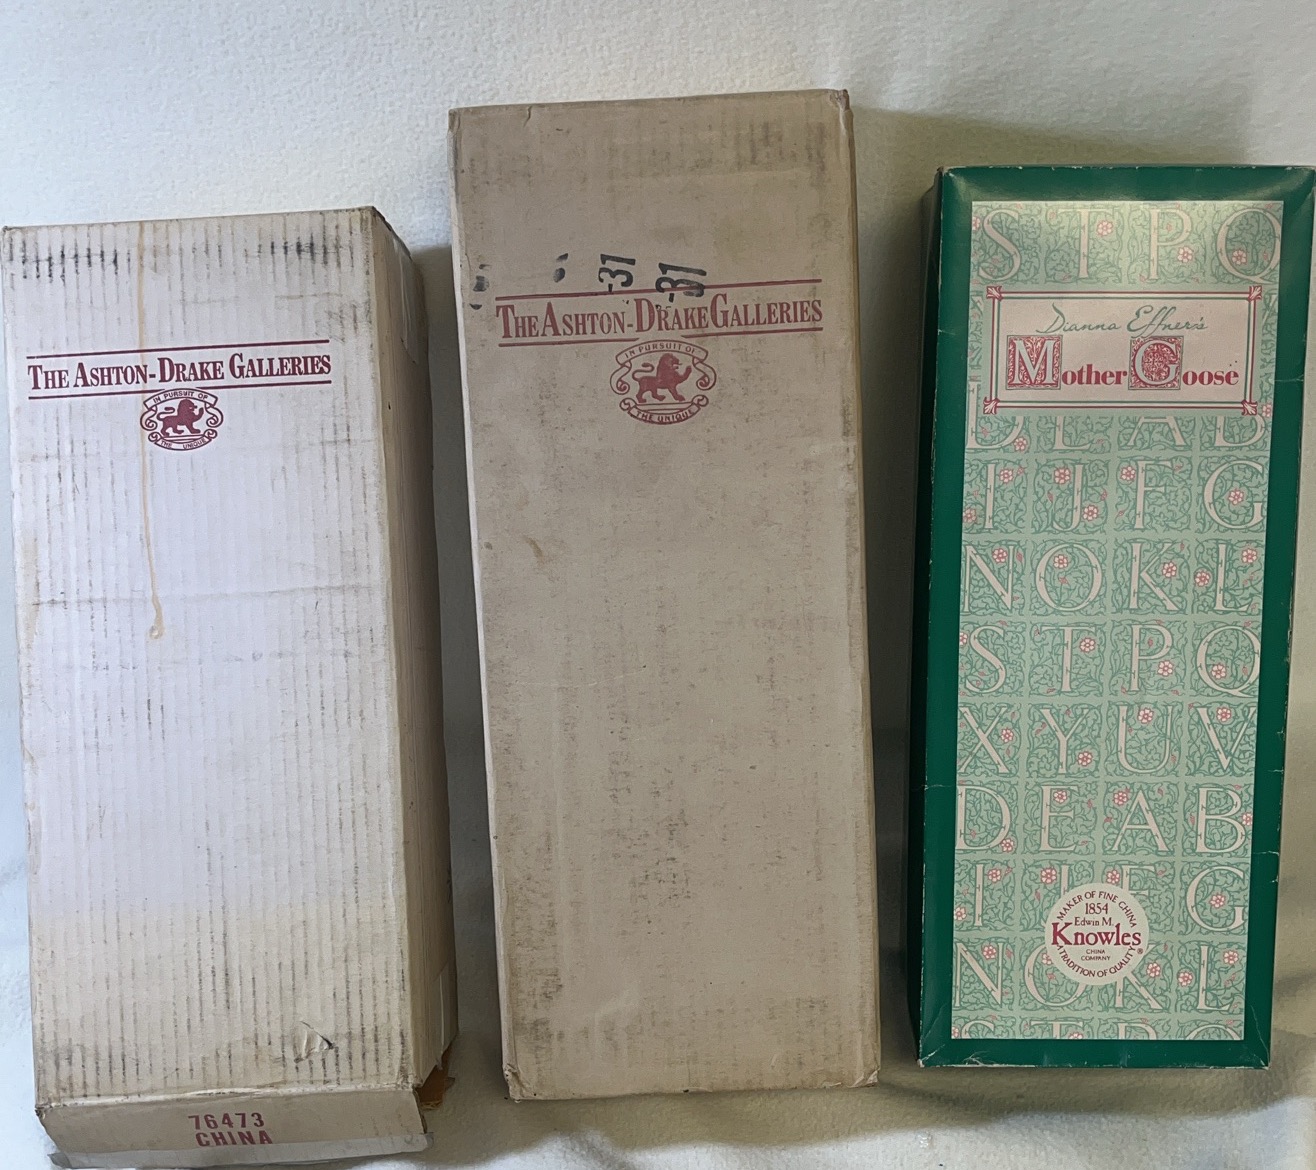 THE ASHTON-DRAKE GALLERIES
IN PURSUIT OF
THE UNIQUE
76473
CHINA
31
31
THE ASHTON-DRAKE GALLERIES
IN PURSUIT OF
THE UNIQUE
S T P Q
Dianna Effner's
Mother Goose
D E A B
I J F G
N O K L
S T P Q
X Y U V
D E A B
I J F G
MAKER OF FINE CHINA
1854
Edwin M.
Knowles
CHINA
COMPANY
A TRADITION OF QUALITY
®
N O K L
S T P Q